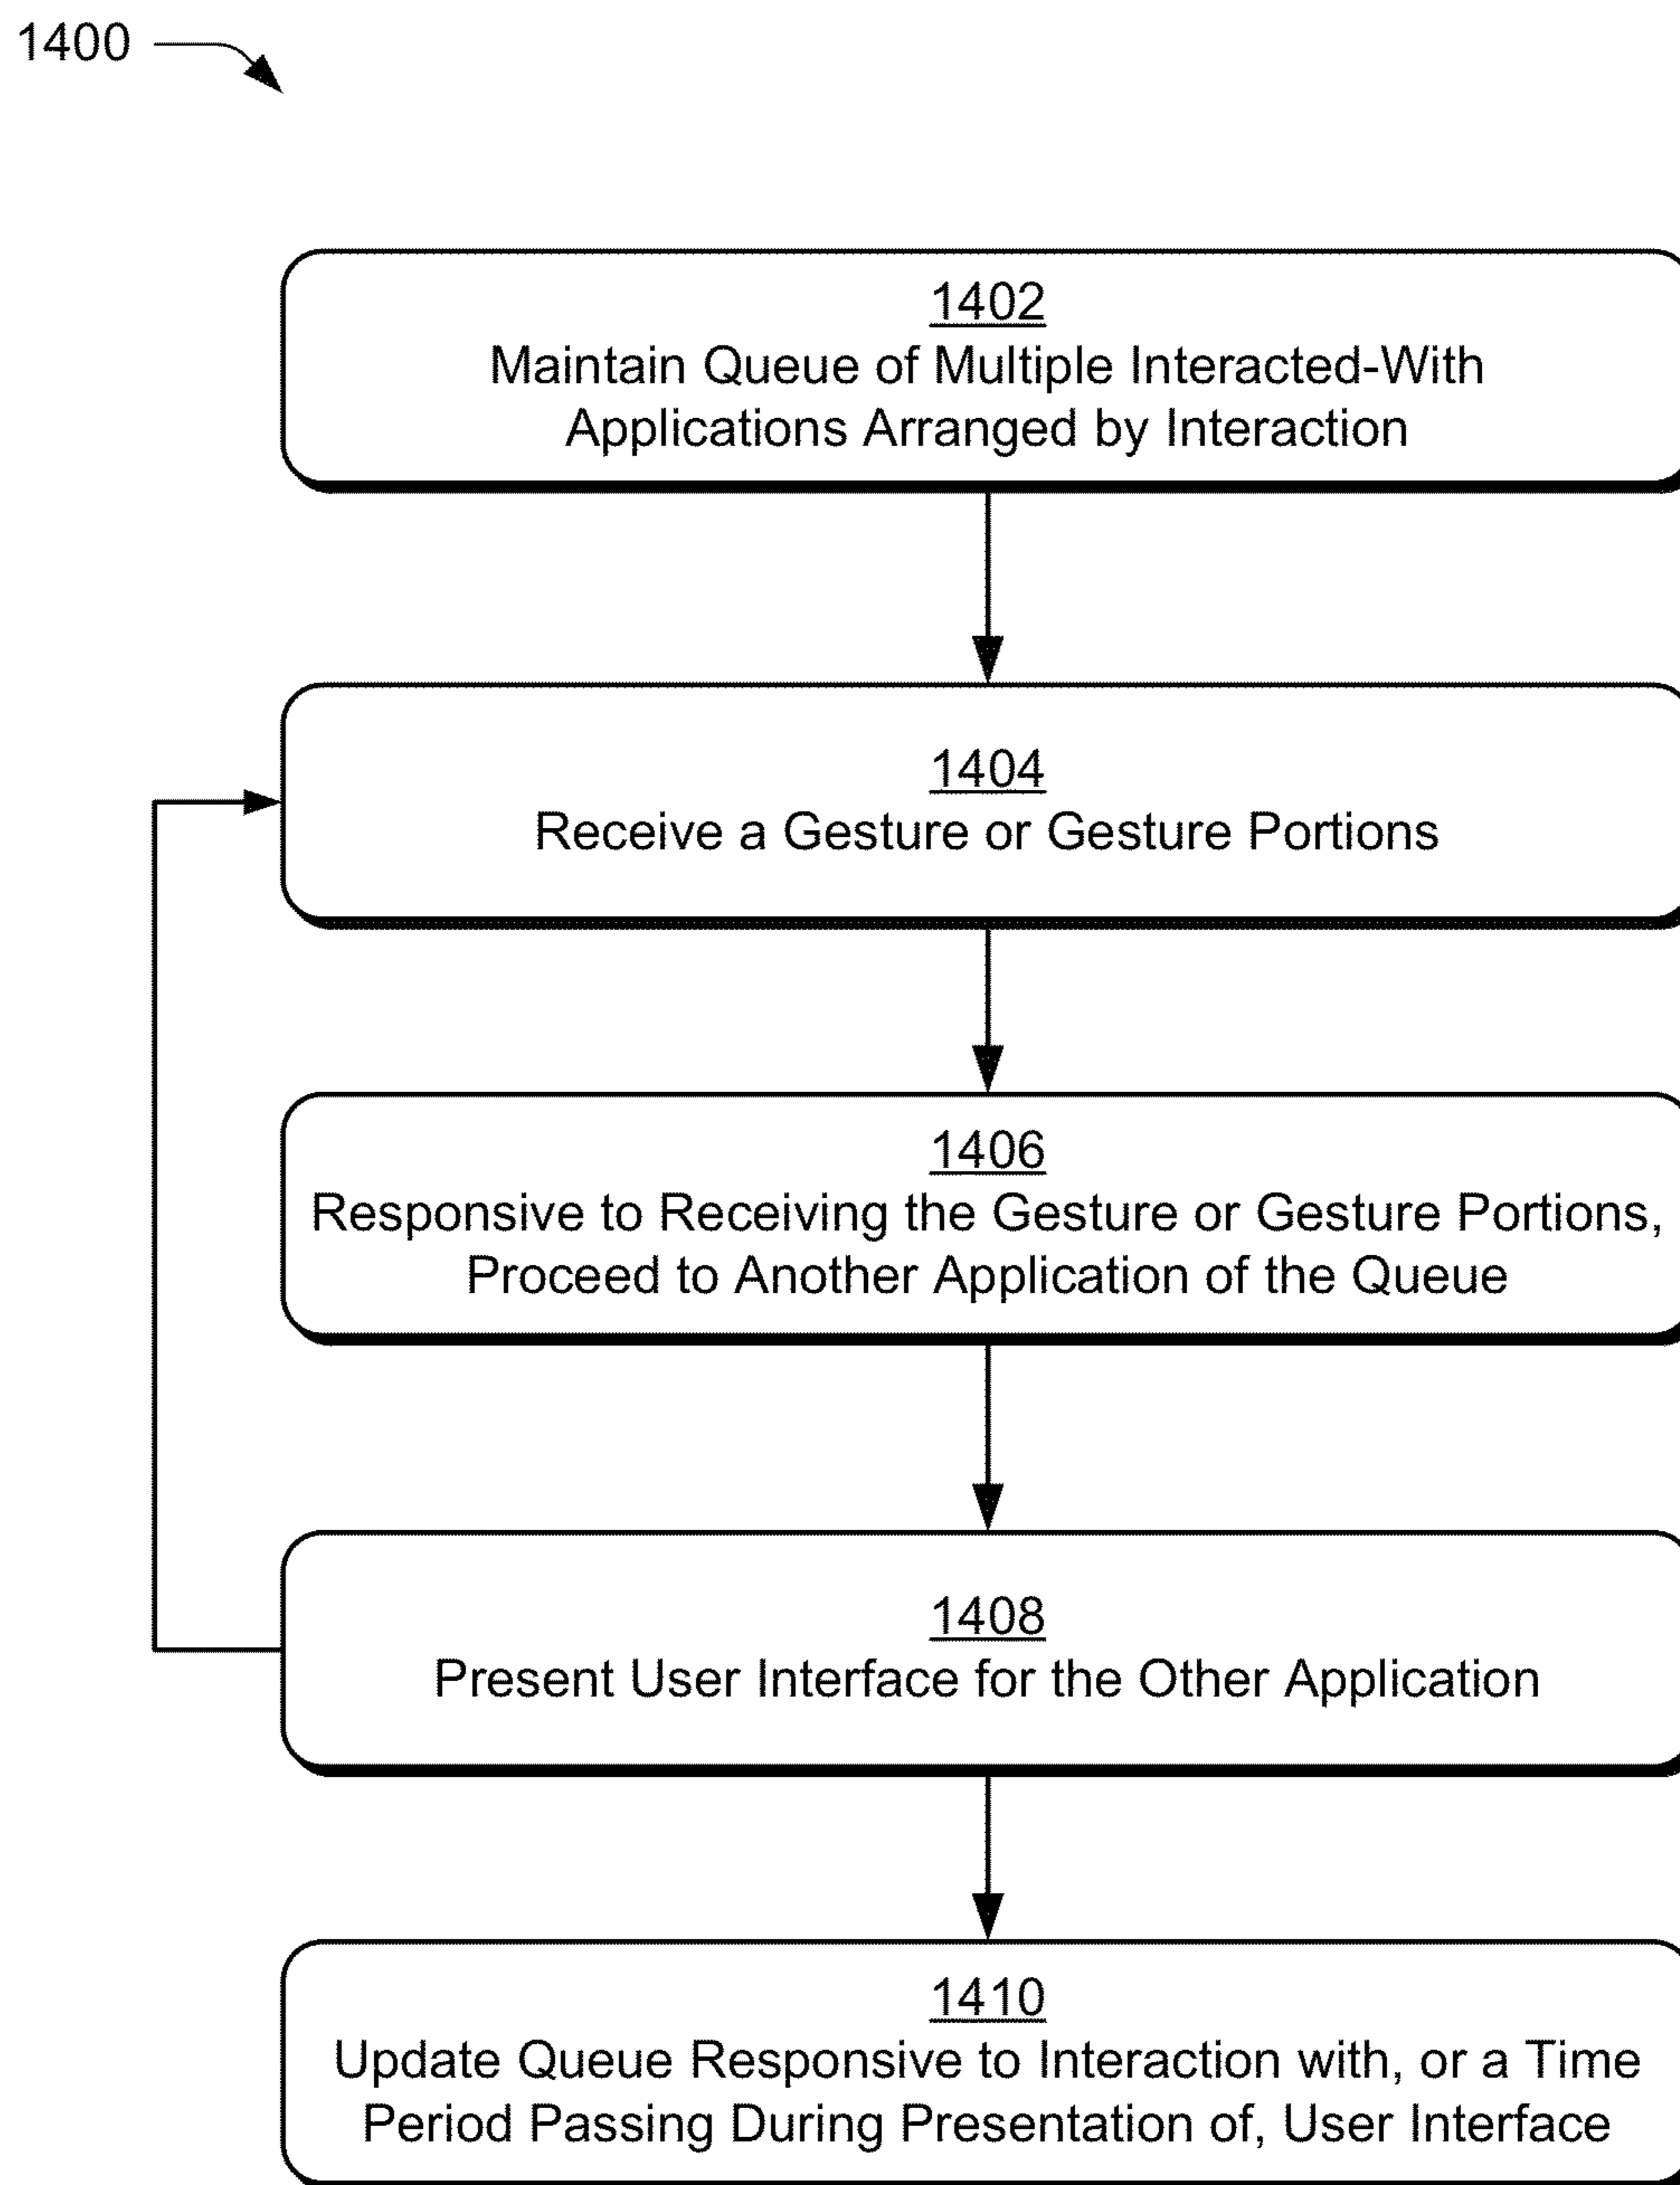 1400
1402
Maintain Queue of Multiple Interacted-With
Applications Arranged by Interaction
1404
Receive a Gesture or Gesture Portions
1406
Responsive to Receiving the Gesture or Gesture Portions,
Proceed to Another Application of the Queue
1408
Present User Interface for the Other Application
1410
Update Queue Responsive to Interaction with, or a Time
Period Passing During Presentation of, User Interface